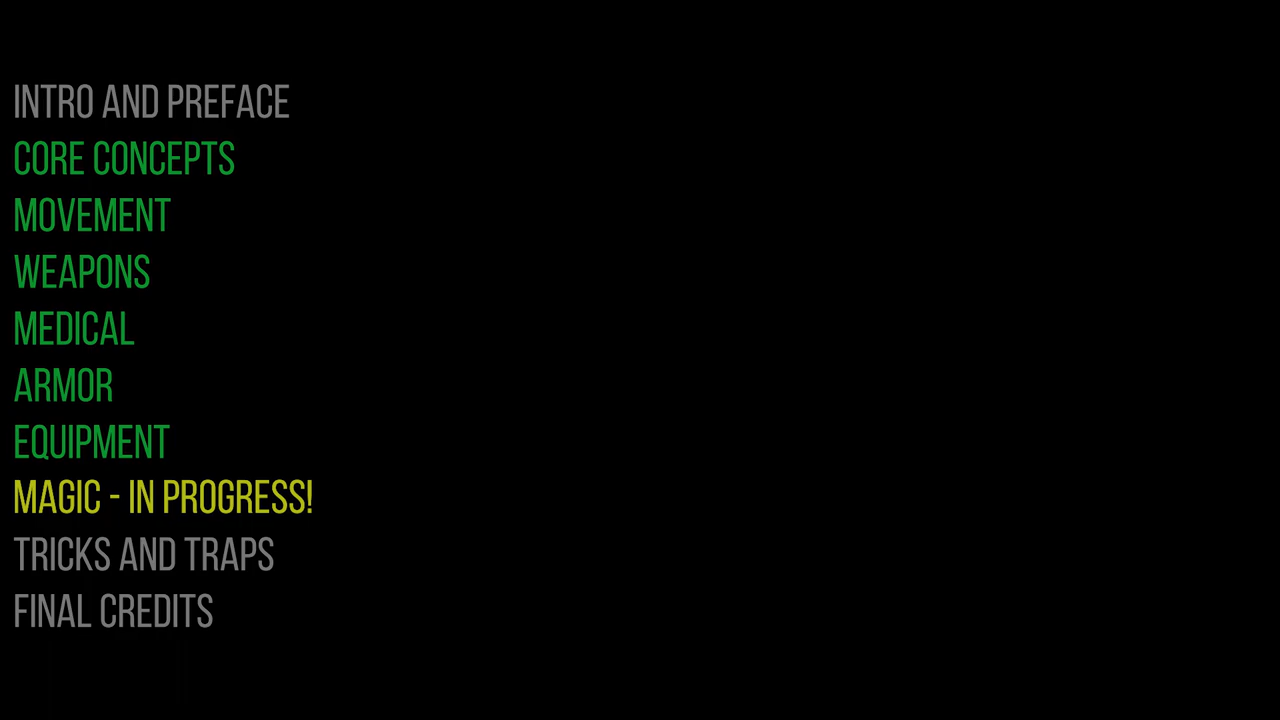 INTRO AND PREFACE
CORE CONCEPTS
MOVEMENT
WEAPONS
MEDICAL
ARMOR
EQUIPMENT
MAGIC - IN PROGRESS!
TRICKS AND TRAPS
FINAL CREDITS